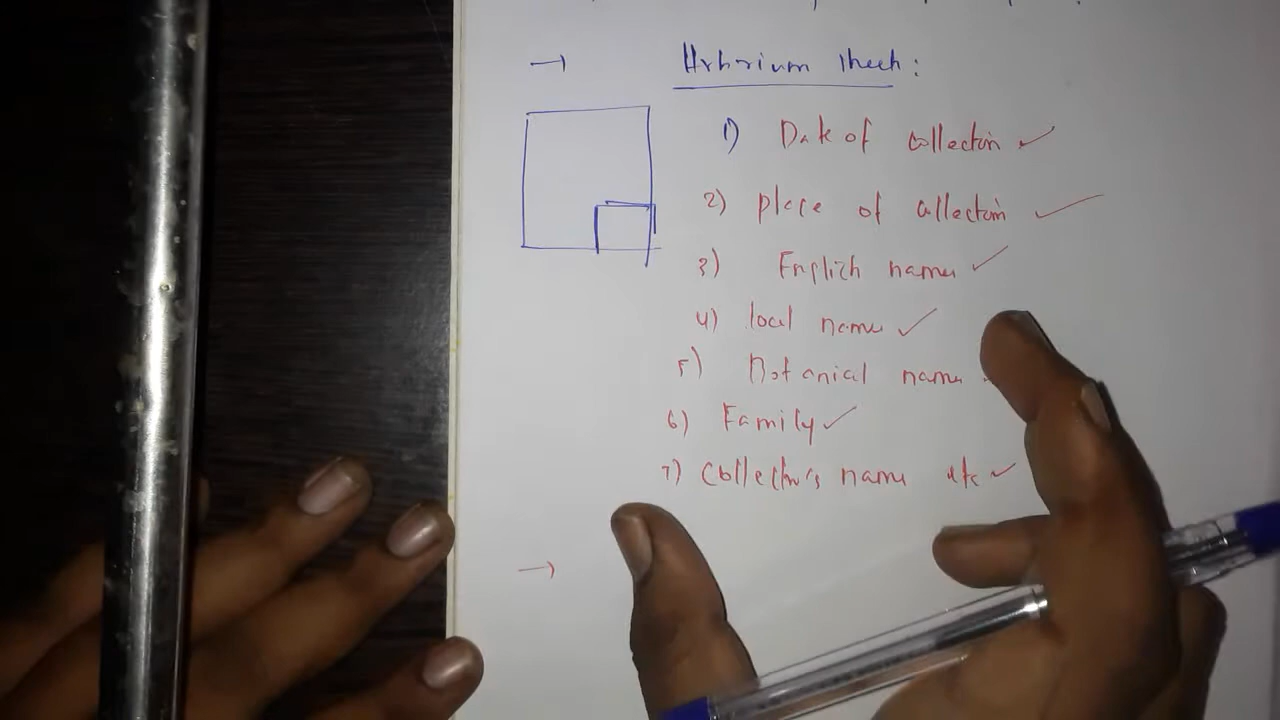 → Hrbrium sheet:
1) Date of collection ✓
2) place of collection ✓
3) English name ✓
4) local name ✓
5) Botanical name
6) Family ✓
7) Collector's name etc ✓
→